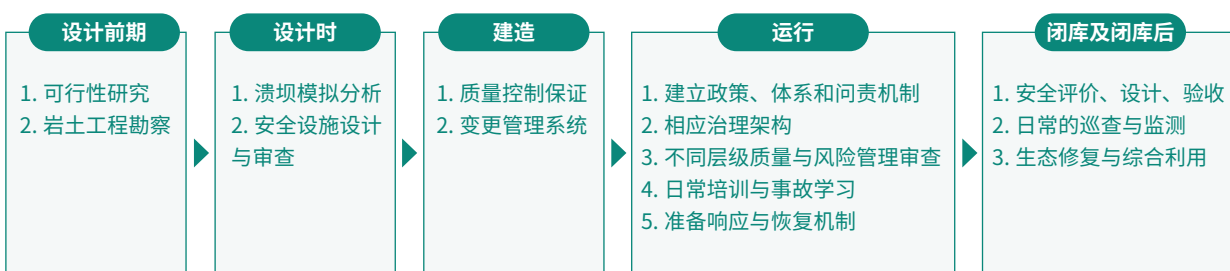 设计前期
1. 可行性研究
2. 岩土工程勘察
设计时
1. 溃坝模拟分析
2. 安全设施设计
与审查
建造
1. 质量控制保证
2. 变更管理系统
运行
1. 建立政策、体系和问责机制
2. 相应治理架构
3. 不同层级质量与风险管理审查
4. 日常培训与事故学习
5. 准备响应与恢复机制
闭库及闭库后
1. 安全评价、设计、验收
2. 日常的巡查与监测
3. 生态修复与综合利用